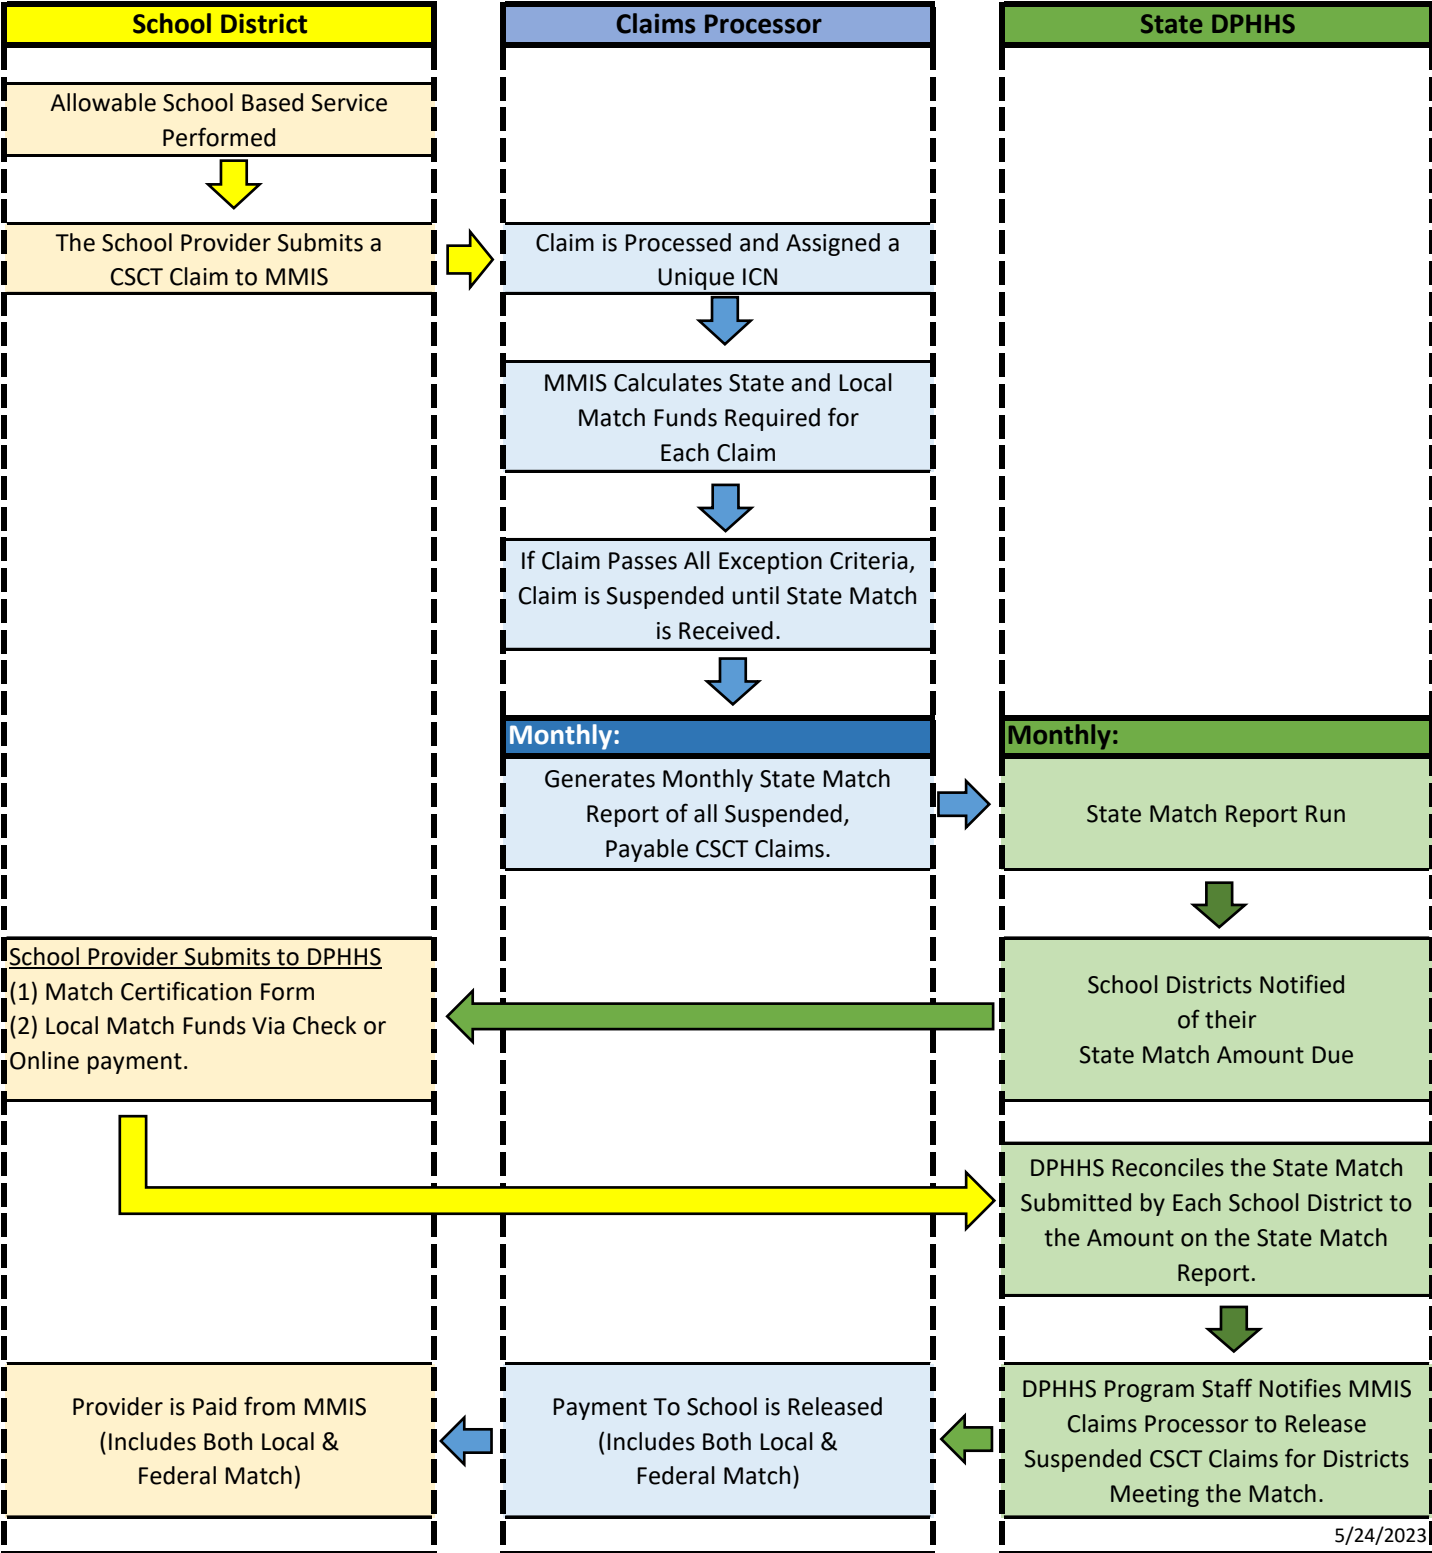 School District
Claims Processor
State DPHHS
Allowable School Based Service
Performed
The School Provider Submits a
CSCT Claim to MMIS
Claim is Processed and Assigned a
Unique ICN
MMIS Calculates State and Local
Match Funds Required for
Each Claim
If Claim Passes All Exception Criteria,
Claim is Suspended until State Match
is Received.
Monthly:
Generates Monthly State Match
Report of all Suspended,
Payable CSCT Claims.
Monthly:
State Match Report Run
School Districts Notified
of their
State Match Amount Due
School Provider Submits to DPHHS
(1) Match Certification Form
(2) Local Match Funds Via Check or
Online payment.
DPHHS Reconciles the State Match
Submitted by Each School District to
the Amount on the State Match
Report.
DPHHS Program Staff Notifies MMIS
Claims Processor to Release
Suspended CSCT Claims for Districts
Meeting the Match.
Payment To School is Released
(Includes Both Local &
Federal Match)
Provider is Paid from MMIS
(Includes Both Local &
Federal Match)
5/24/2023